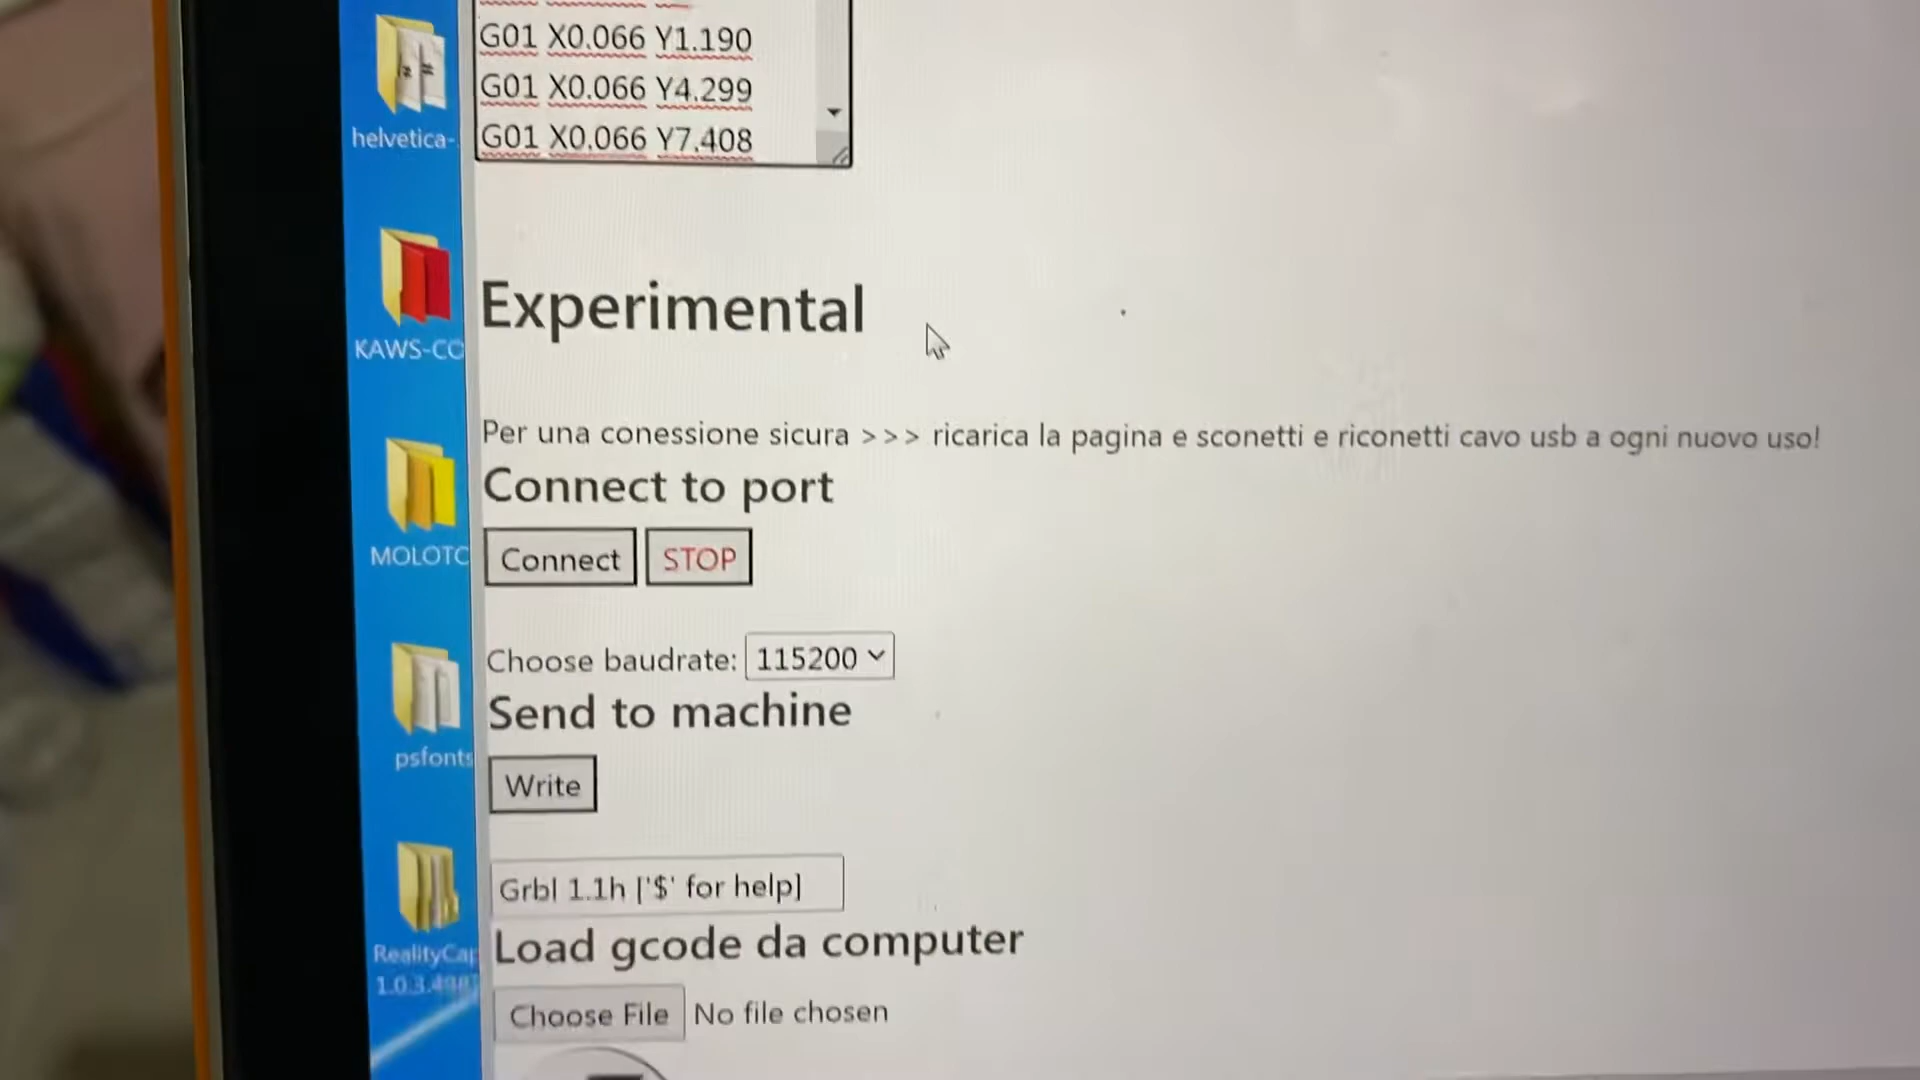 G01 X0.066 Y1.190
G01 X0.066 Y4.299
G01 X0.066 Y7.408
helvetica-
Experimental
KAWS-CO
Per una conessione sicura >>> ricarica la pagina e sconetti e riconetti cavo usb a ogni nuovo uso!
Connect to port
Connect STOP
MOLOTO
Choose baudrate: 115200
Send to machine
psfonts
Write
Grbl 1.1h ['$' for help]
Load gcode da computer
RealityCap
Choose File No file chosen